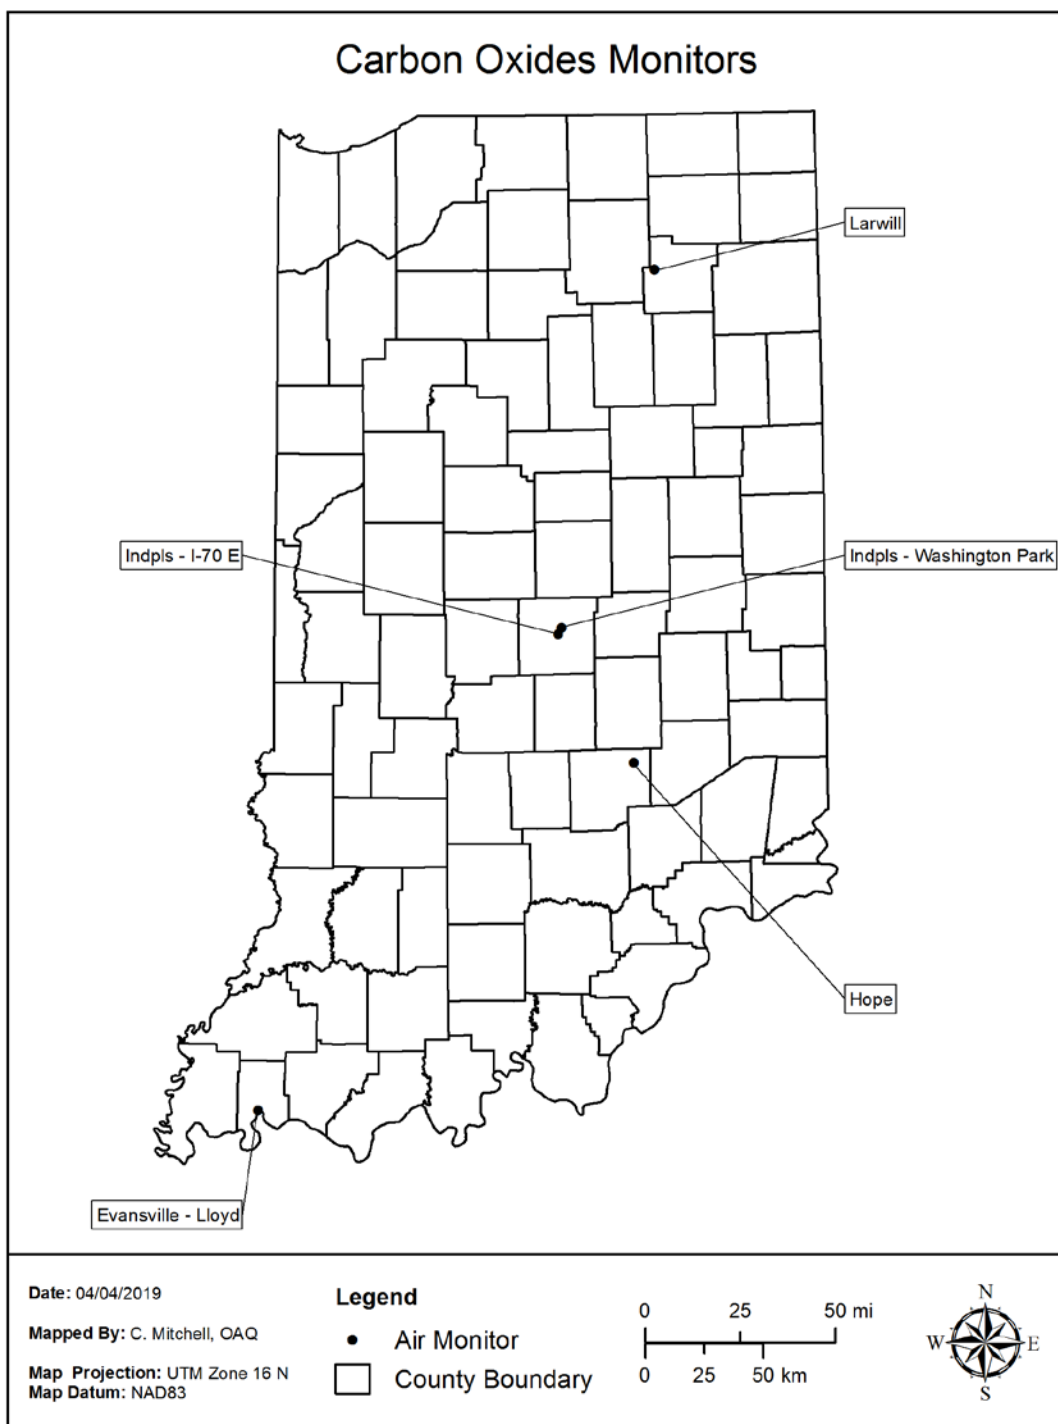 Carbon Oxides Monitors
Larwill
Indpls - I-70 E
Indpls - Washington Park
Hope
Evansville - Lloyd
Date: 04/04/2019
Mapped By: C. Mitchell, OAQ
Map Projection: UTM Zone 16 N
Map Datum: NAD83
Legend
Air Monitor
County Boundary
0 25 50 mi
0 25 50 km
N
W E
S